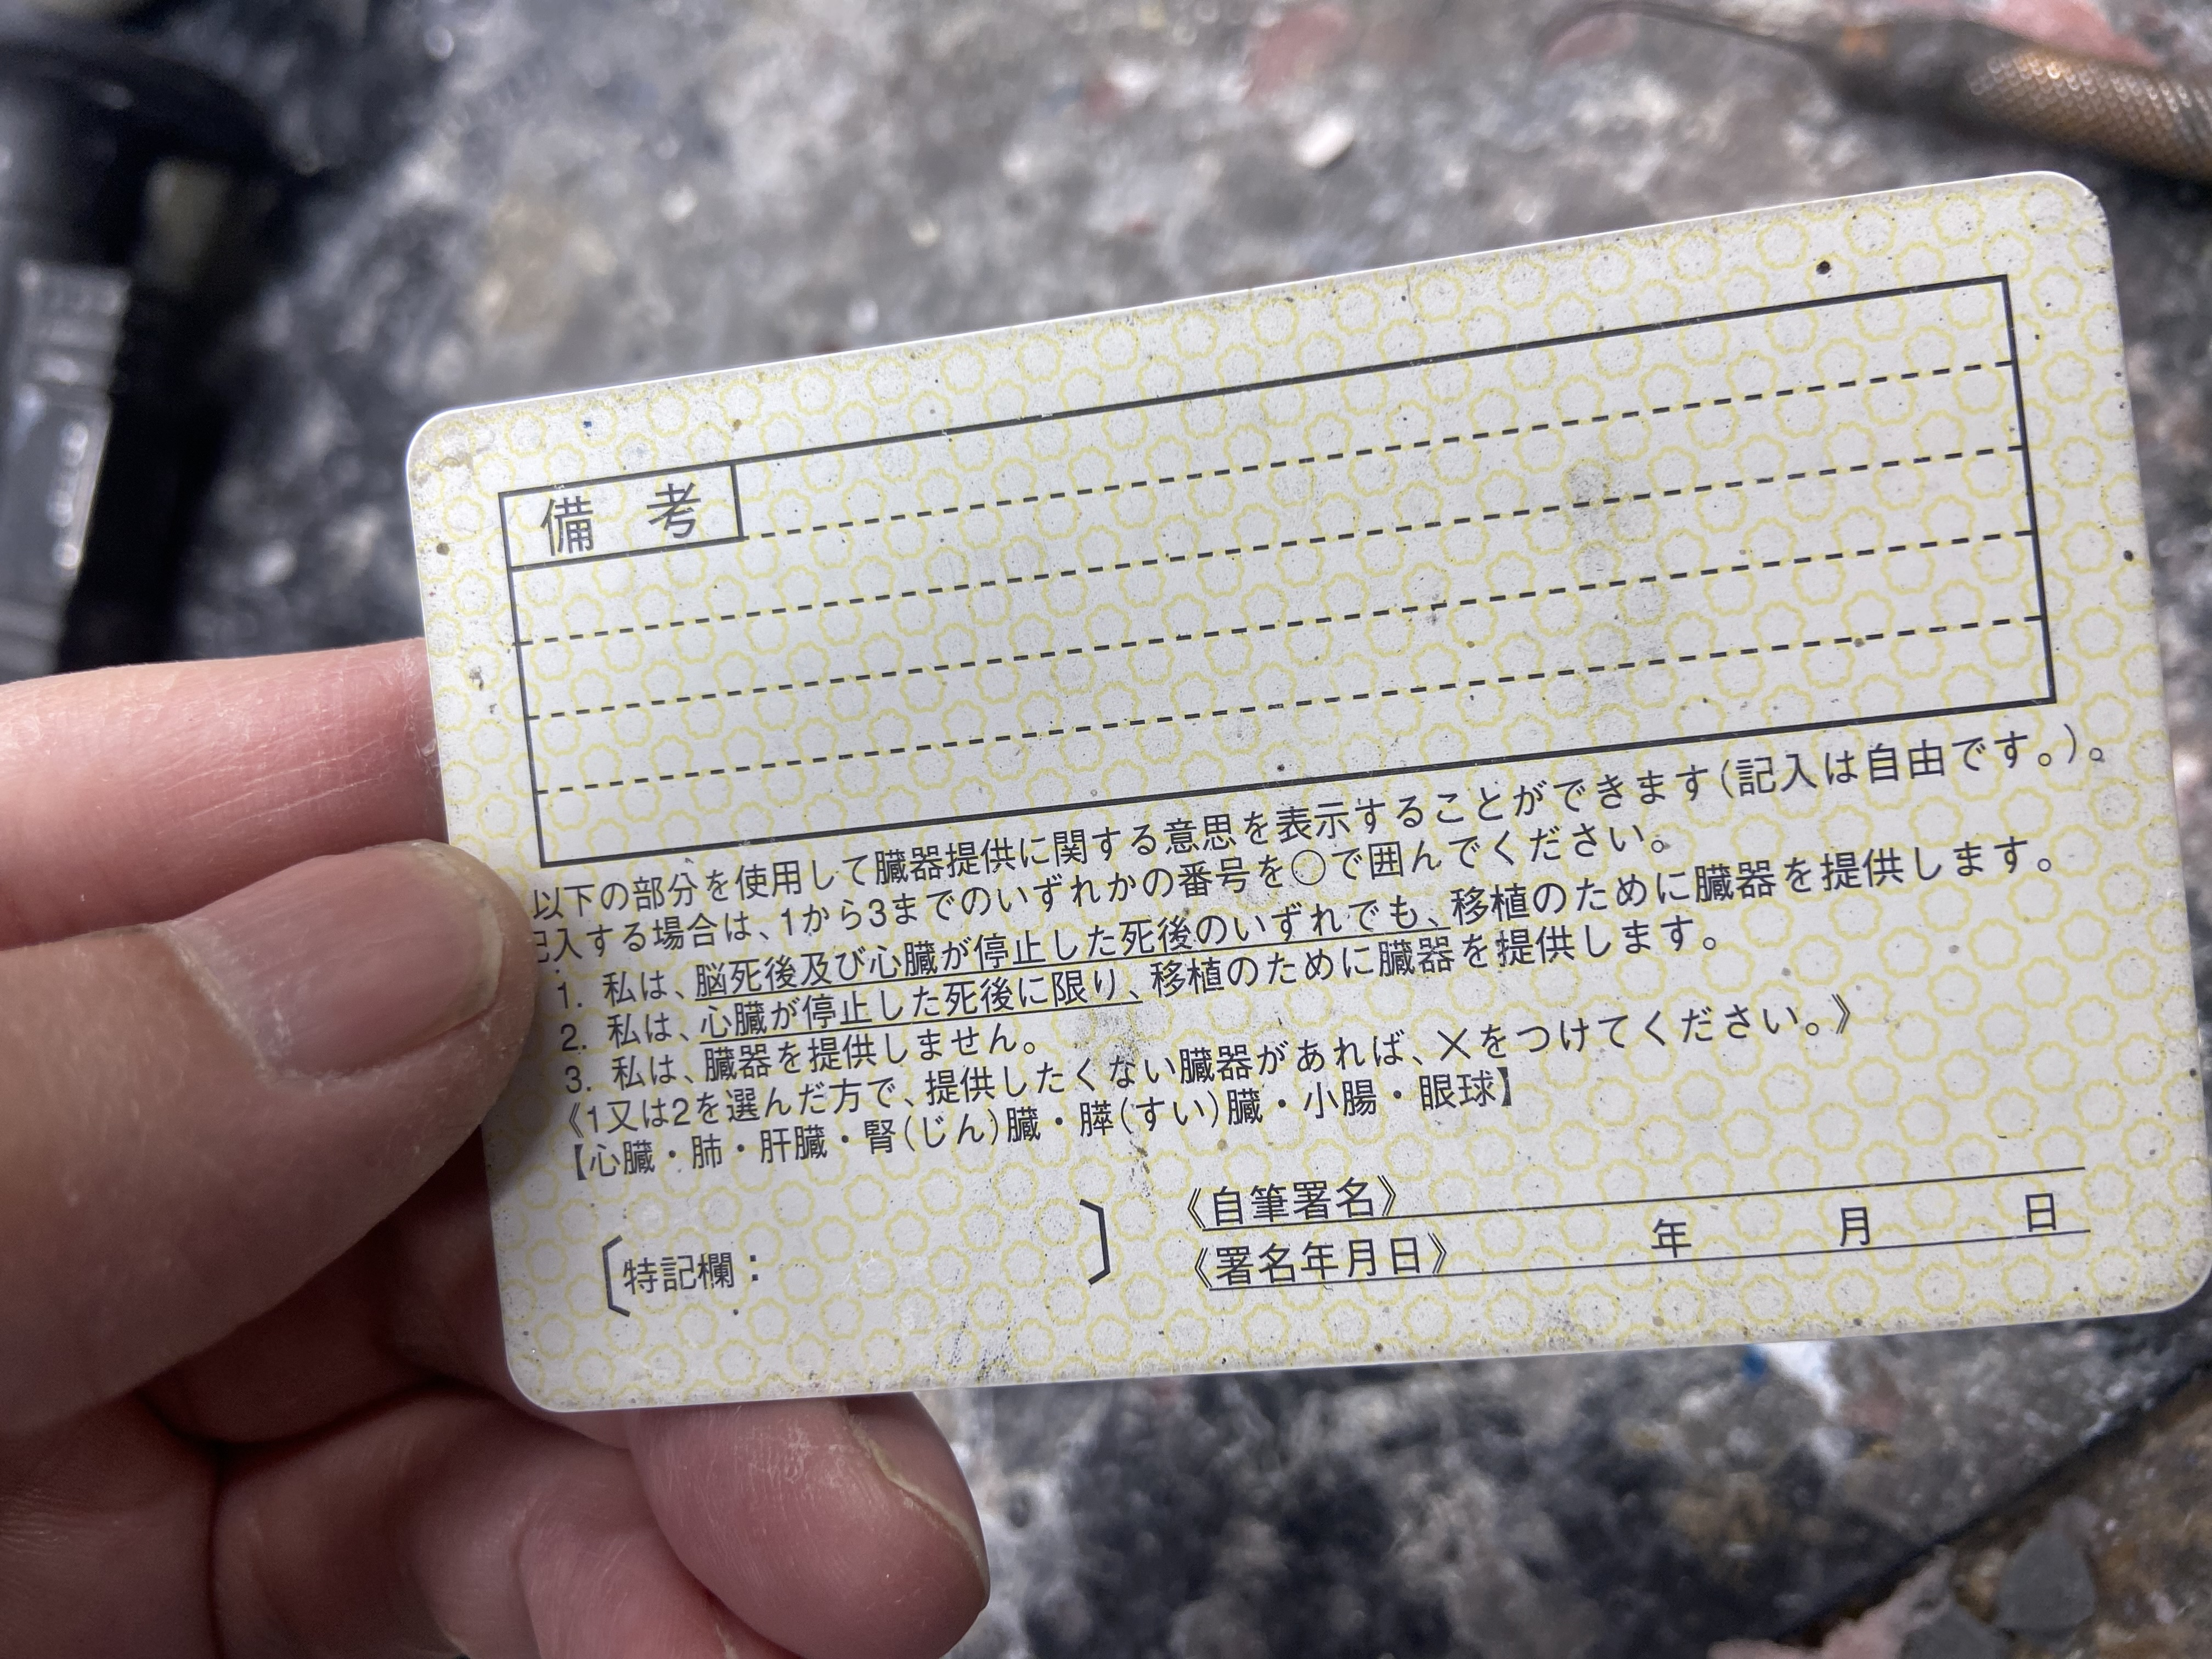 備考
以下の部分を使用して臓器提供に関する意思を表示することができます(記入は自由です。)。
記入する場合は、1から3までのいずれかの番号を○で囲んでください。
1. 私は、脳死後及び心臓が停止した死後のいずれでも、移植のために臓器を提供します。
2. 私は、心臓が停止した死後に限り、移植のために臓器を提供します。
3. 私は、臓器を提供しません。
《1又は2を選んだ方で、提供したくない臓器があれば、×をつけてください。》
【心臓・肺・肝臓・腎(じん)臓・膵(すい)臓・小腸・眼球】
〔特記欄： 〕
《自筆署名》
《署名年月日》 年 月 日